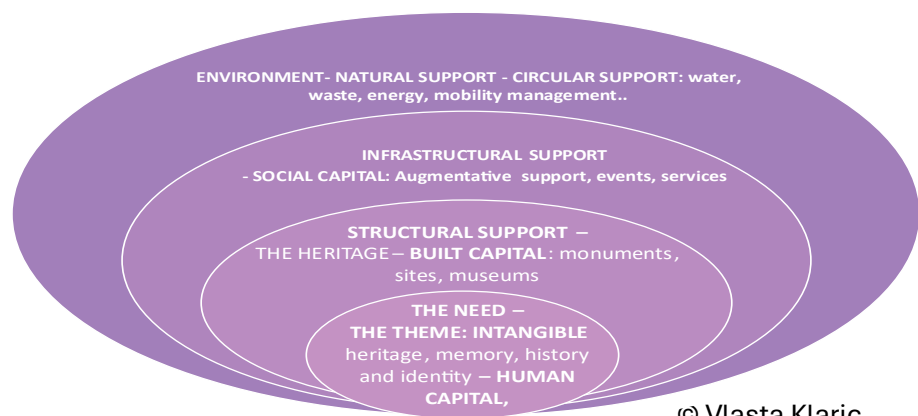 ENVIRONMENT- NATURAL SUPPORT - CIRCULAR SUPPORT: water,
waste, energy, mobility management..
INFRASTRUCTURAL SUPPORT
- SOCIAL CAPITAL: Augmentative support, events, services
STRUCTURAL SUPPORT –
THE HERITAGE– BUILT CAPITAL: monuments,
sites, museums
THE NEED –
THE THEME: INTANGIBLE
heritage, memory, history
and identity – HUMAN
CAPITAL,
© Vlasta Klaric